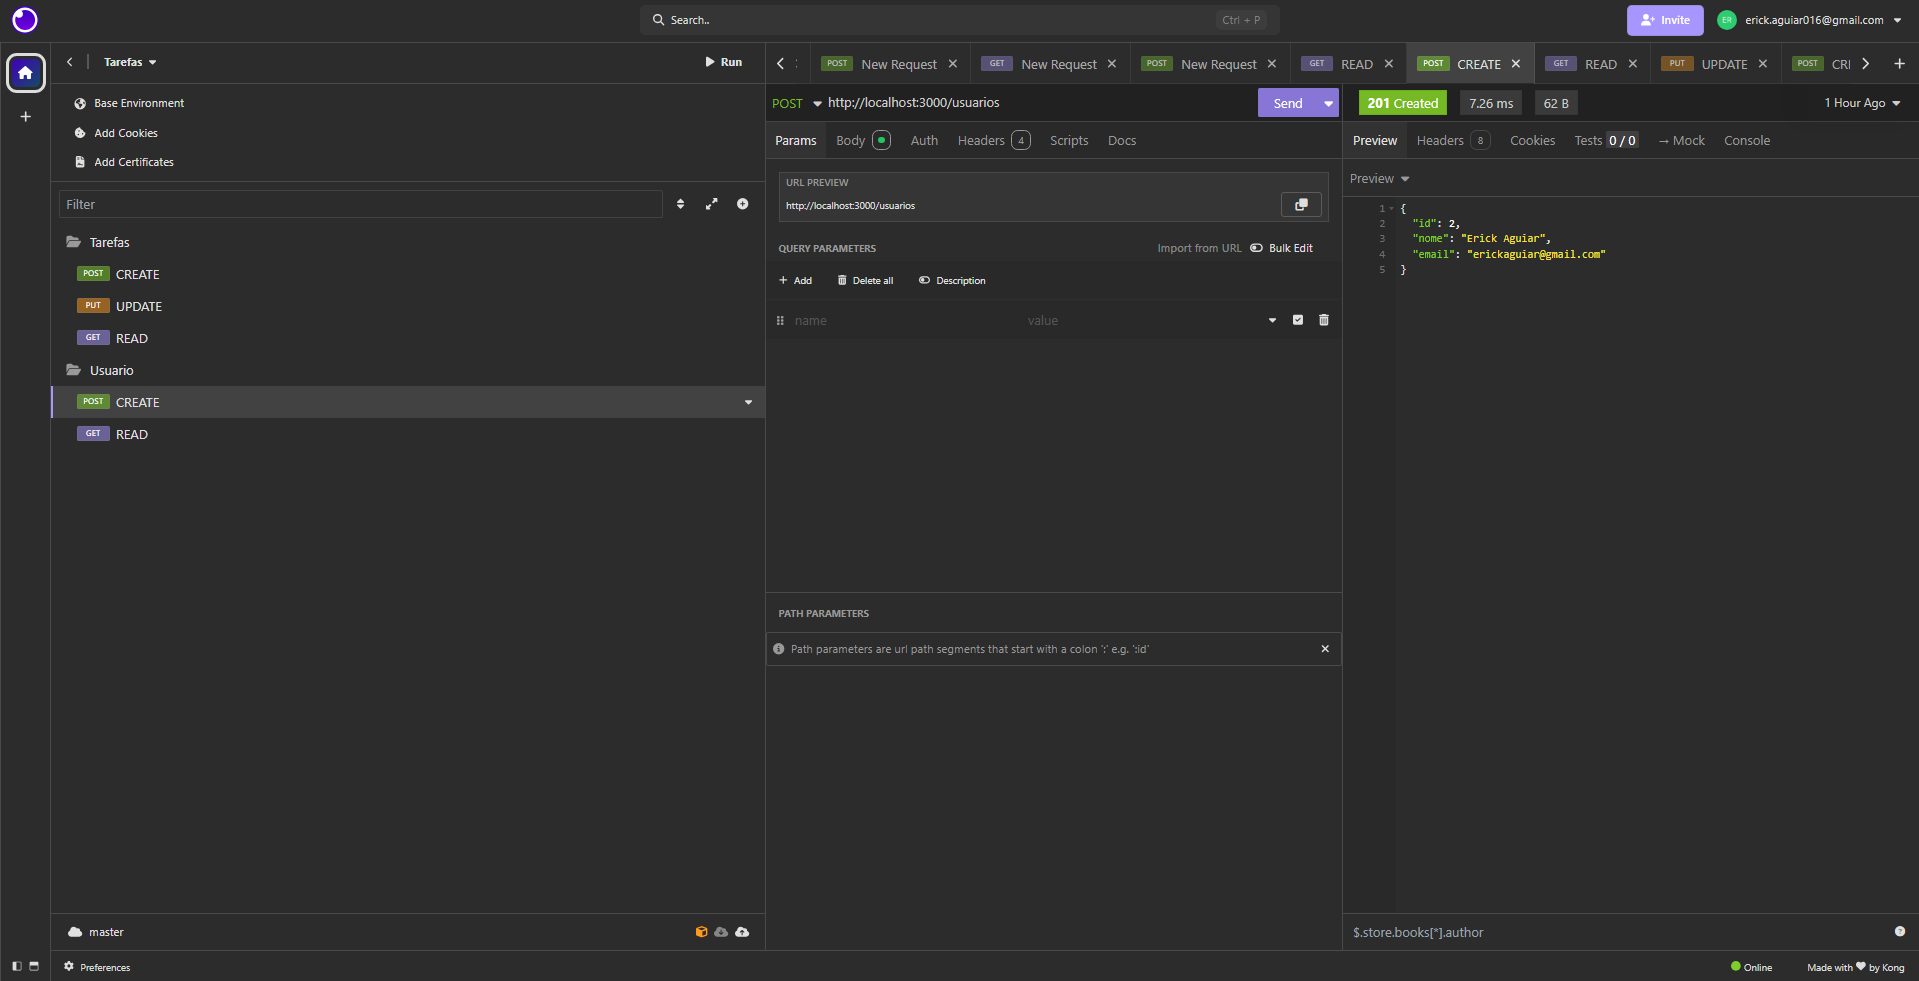 Search..
Ctrl + P
Invite
ER
erick.aguiar016@gmail.com
Tarefas
Run
POST New Request
GET New Request
POST New Request
GET READ
POST CREATE
GET READ
PUT UPDATE
POST CRI
Base Environment
Add Cookies
Add Certificates
Filter
Tarefas
POST CREATE
PUT UPDATE
GET READ
Usuario
POST CREATE
GET READ
master
Preferences
POST http://localhost:3000/usuarios
Send
Params Body Auth Headers 4 Scripts Docs
URL PREVIEW
http://localhost:3000/usuarios
QUERY PARAMETERS
Import from URL Bulk Edit
+ Add Delete all Description
name value
PATH PARAMETERS
Path parameters are url path segments that start with a colon ':' e.g. ':id'
201 Created 7.26 ms 62 B
1 Hour Ago
Preview Headers 8 Cookies Tests 0 / 0 → Mock Console
Preview
1 {
2 "id": 2,
3 "nome": "Erick Aguiar",
4 "email": "erickaguiar@gmail.com"
5 }
$.store.books[*].author
Online
Made with ♥ by Kong